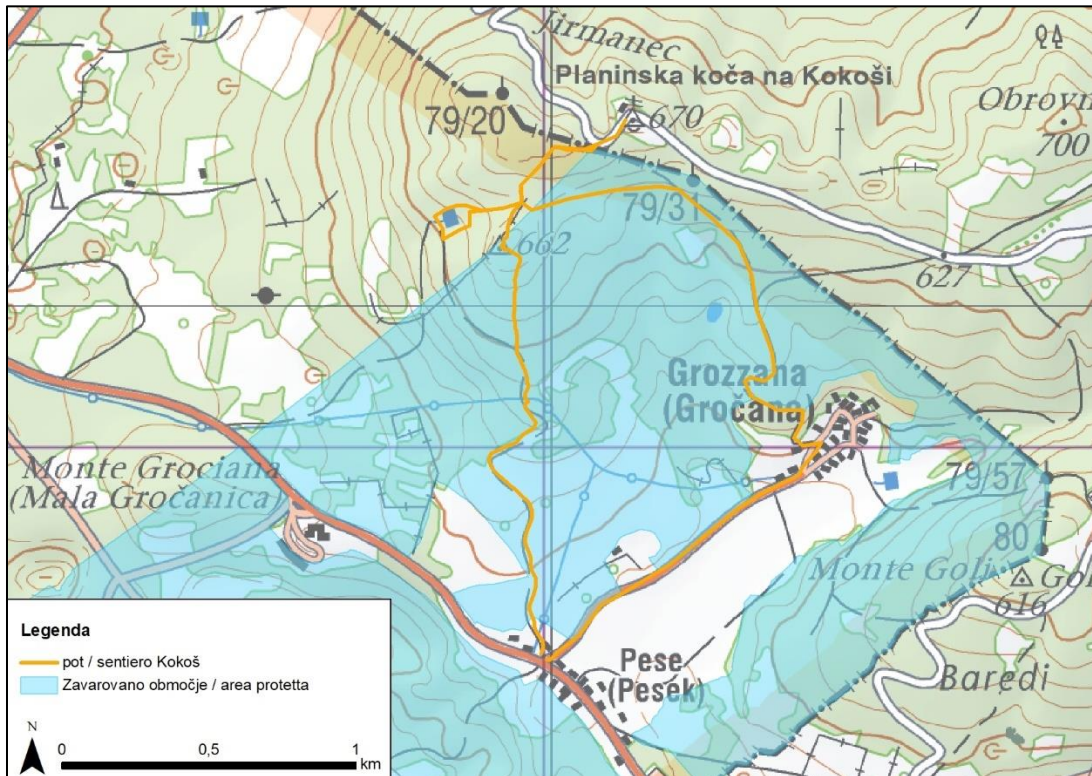 Jirmanec
Planinska koča na Kokoši
79/20
670
Obrovn
700
79/31
662
627
Grozzana
(Gročana)
Monte Grociana
(Mala Gročanica)
79/57
80
Monte Goli
Go
616
Pese
(Pesek)
Baredi
Legenda
pot / sentiero Kokoš
Zavarovano območje / area protetta
N
0 0,5 1
km